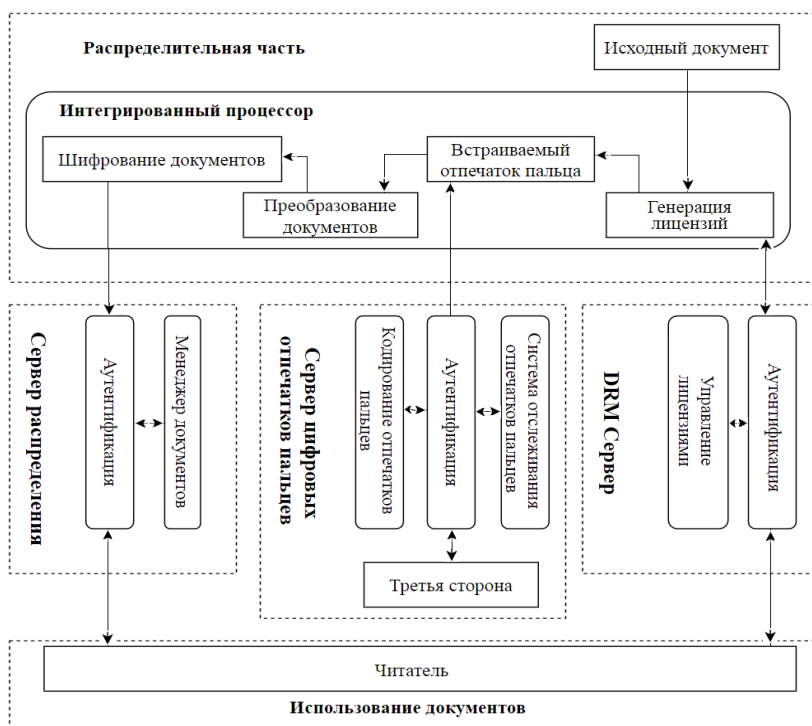 Распределительная часть
Исходный документ
Интегрированный процессор
Шифрование документов
Встраиваемый
отпечаток пальца
Преобразование
документов
Генерация
лицензий
Сервер распределения
Аутентификация
Менеджер документов
Сервер цифровых
отпечатков пальцев
Кодирование отпечатков
пальцев
Аутентификация
Система отслеживания
отпечатков пальцев
Третья сторона
DRM Сервер
Управление
лицензиями
Аутентификация
Читатель
Использование документов